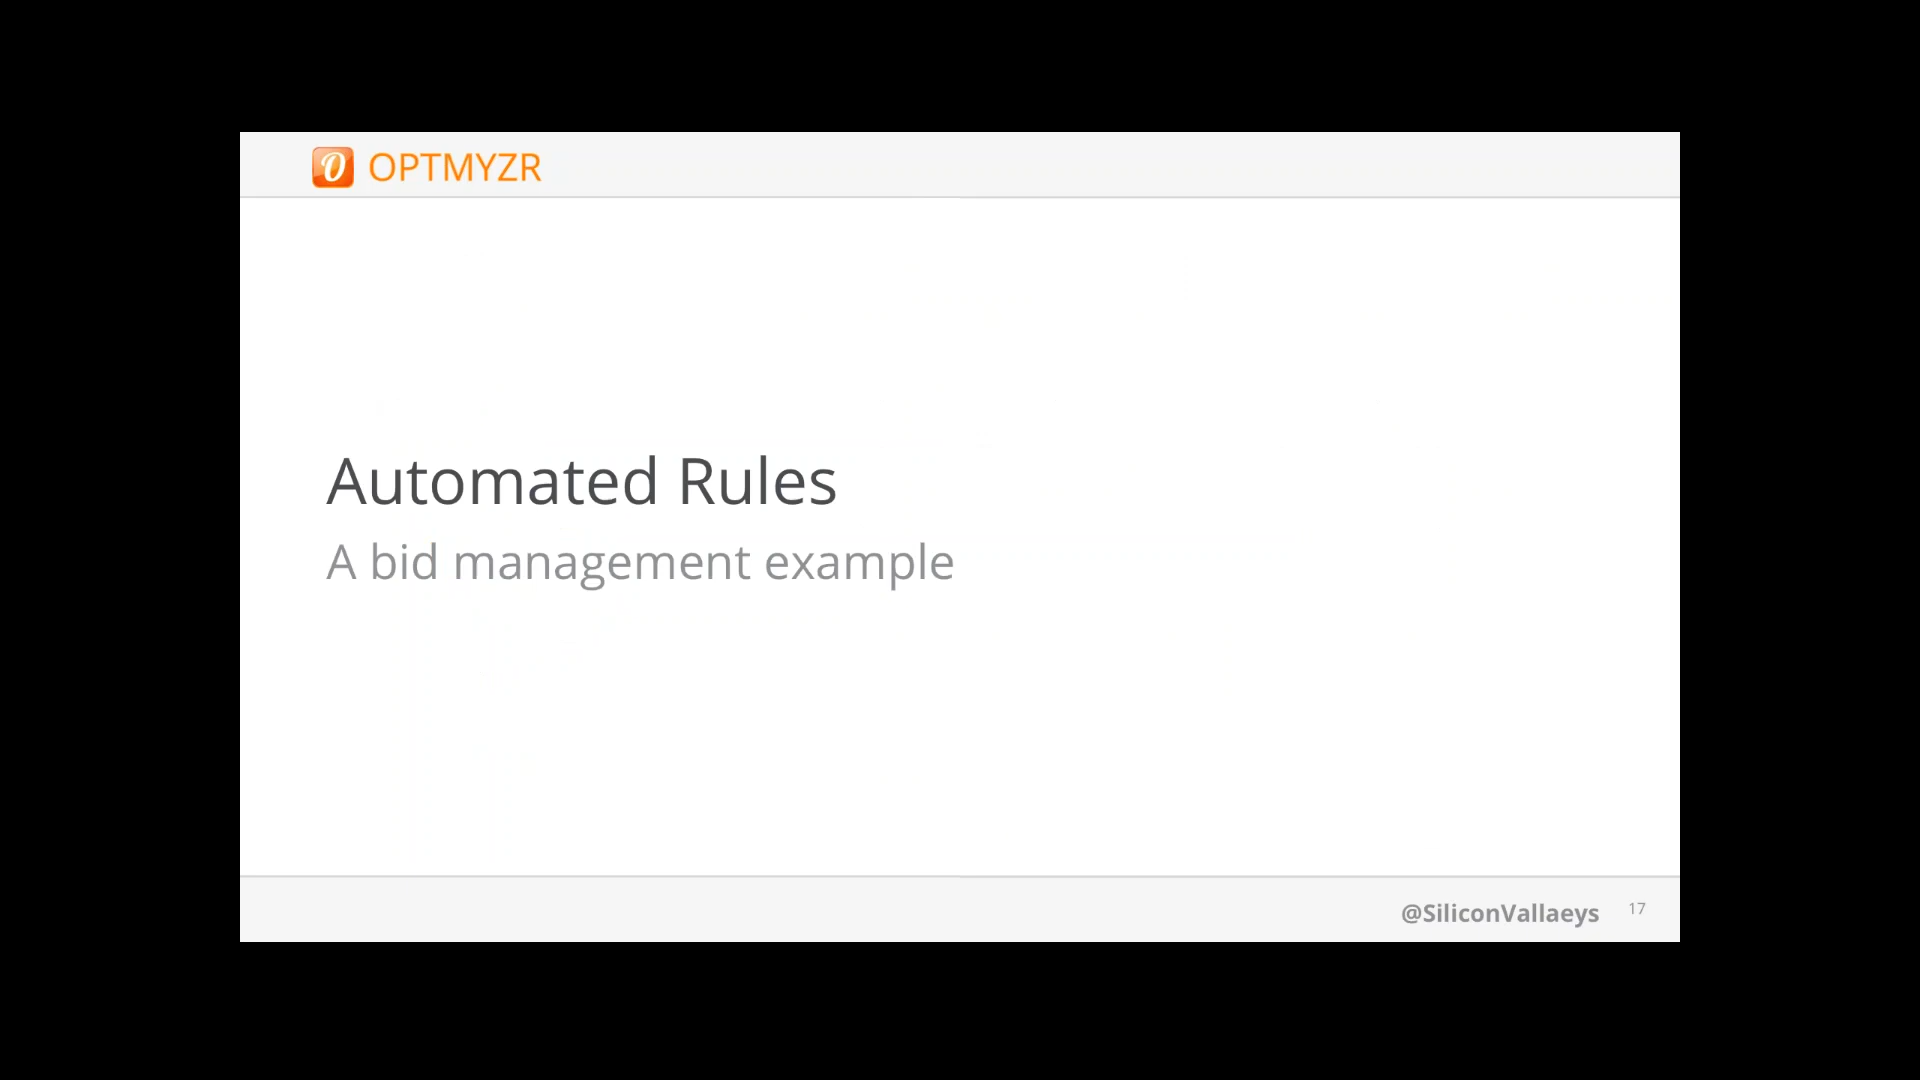 OPTMYZR
Automated Rules
A bid management example
@SiliconVallaeys 17